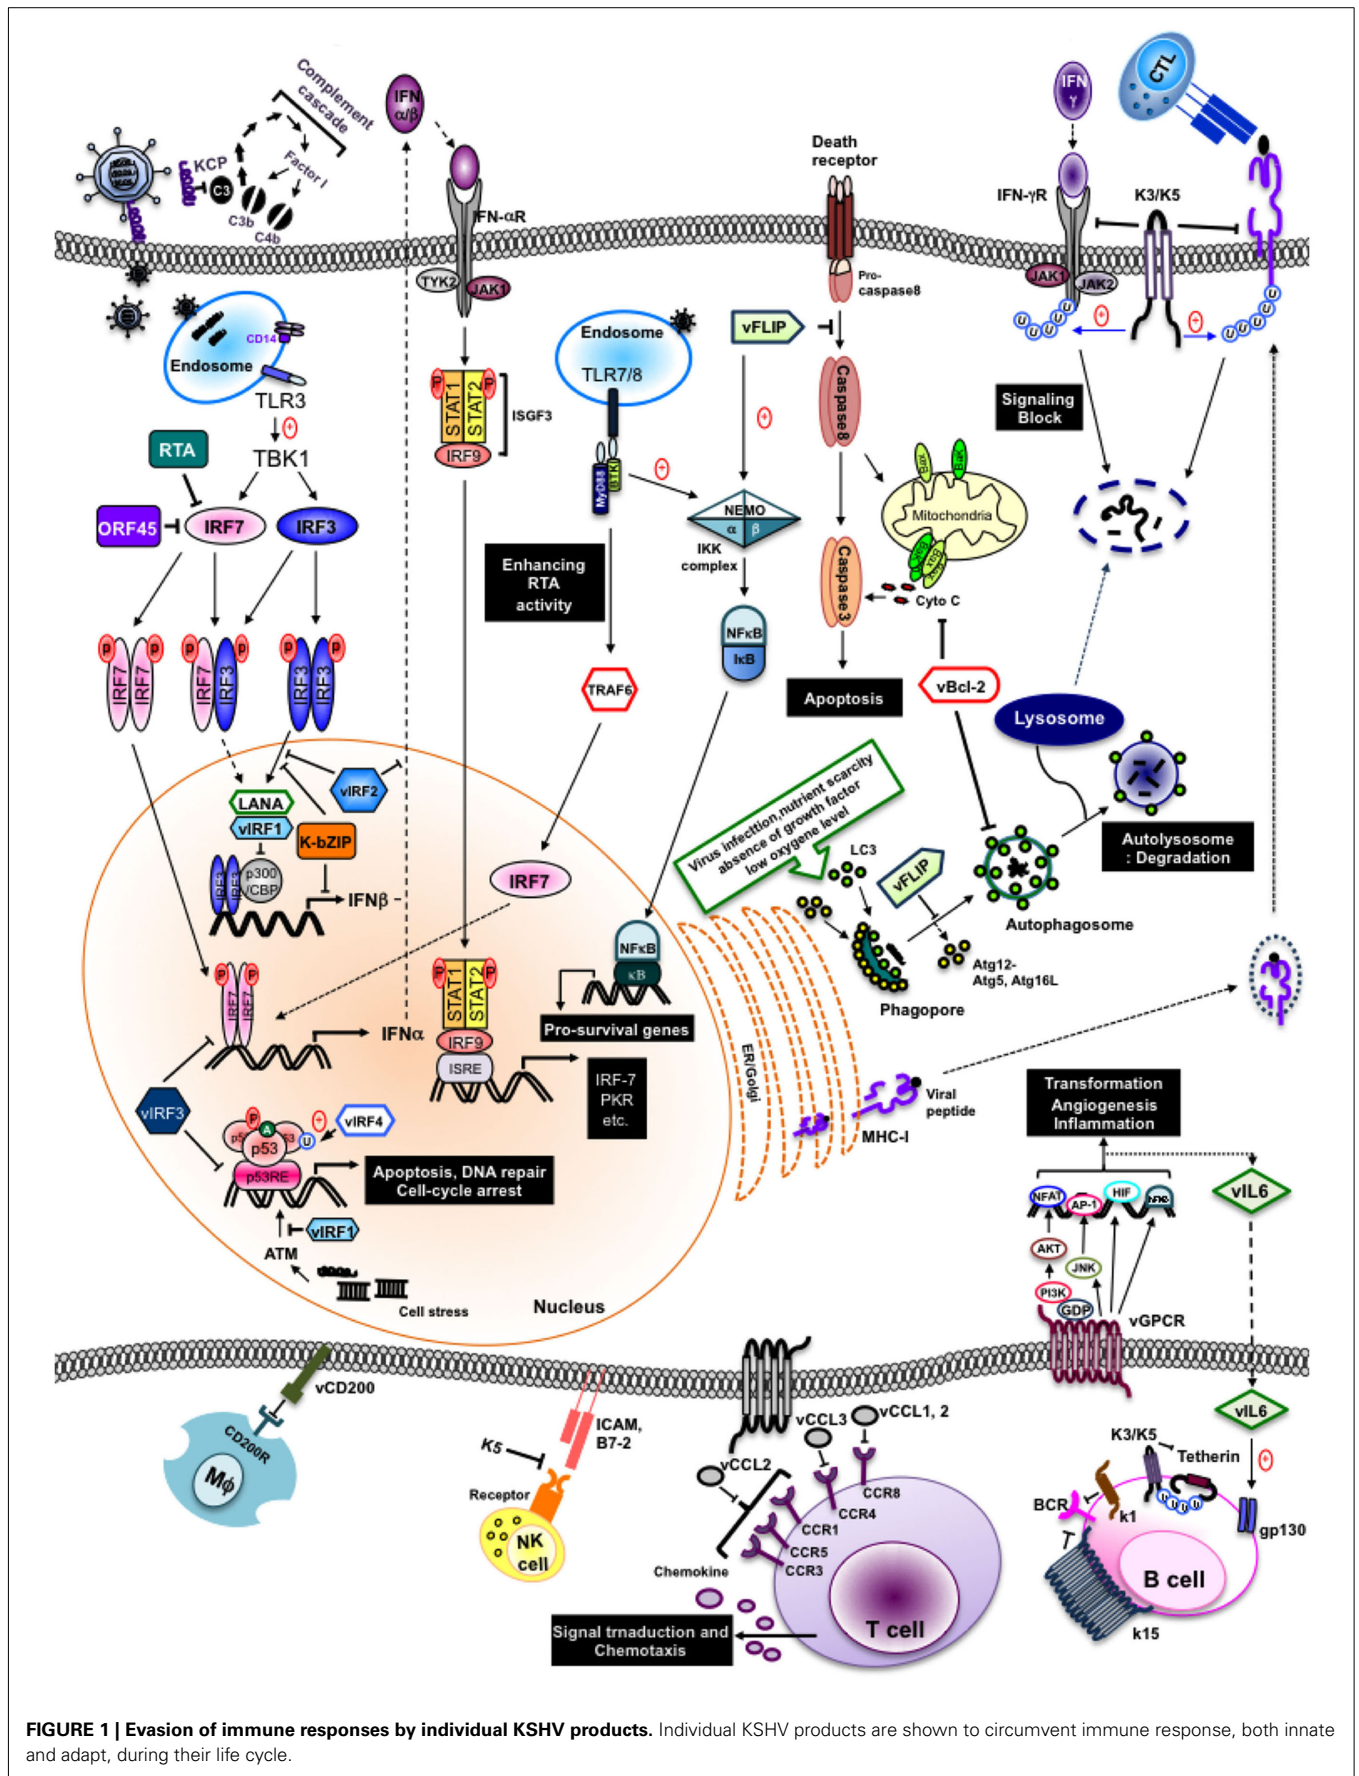 Complement
cascade
IFN
α/β
KCP
C3
Factor I
C3b
C4b
IFN-αR
TYK2
JAK1
Death
receptor
Pro-
caspase8
IFN
γ
CTL
IFN-γR
K3/K5
JAK1
JAK2
U U U U U
U U U U U
Endosome
CD14
TLR3
TBK1
RTA
ORF45
IRF7
IRF3
P
STAT1
STAT2
P
IRF9
ISGF3
Endosome
TLR7/8
MyD88
BTK
vFLIP
Caspase8
Signaling
Block
Bax
BaK
Mitochondria
BaK
Bax
Bax
Cyto C
NEMO
α
β
IKK
complex
Enhancing
RTA
activity
Caspase3
NFκB
IκB
TRAF6
Apoptosis
vBcl-2
Lysosome
P
P
IRF7
IRF7
P
P
IRF7
IRF3
P
P
IRF3
IRF3
vIRF2
LANA
vIRF1
K-bZIP
IRF3
IRF3
p300
/CBP
IFNβ
Virus infecttion,nutrient scarcity
absence of growth factor
low oxygene level
LC3
vFLIP
Autolysosome
: Degradation
Autophagosome
Atg12-
Atg5, Atg16L
Phagopore
IRF7
P
P
IRF7
IRF7
IFNα
P
STAT1
STAT2
P
IRF9
ISRE
NFκB
κB
Pro-survival genes
IRF-7
PKR
etc.
ER/Golgi
MHC-I
Viral
peptide
vIRF3
P
A
p53
53
U
vIRF4
p53RE
Apoptosis, DNA repair
Cell-cycle arrest
vIRF1
ATM
Cell stress
Nucleus
Transformation
Angiogenesis
Inflammation
NFAT
AP-1
HIF
AKT
JNK
PI3K
GDP
vGPCR
vIL6
vIL6
vCD200
CD200R
Mϕ
K5
ICAM,
B7-2
Receptor
NK
cell
vCCL2
vCCL3
vCCL1, 2
CCR8
CCR4
CCR1
CCR5
CCR3
Chemokine
T cell
Signal trnaduction and
Chemotaxis
K3/K5
Tetherin
U U U U
BCR
k1
gp130
B cell
k15
FIGURE 1 | Evasion of immune responses by individual KSHV products. Individual KSHV products are shown to circumvent immune response, both innate
and adapt, during their life cycle.